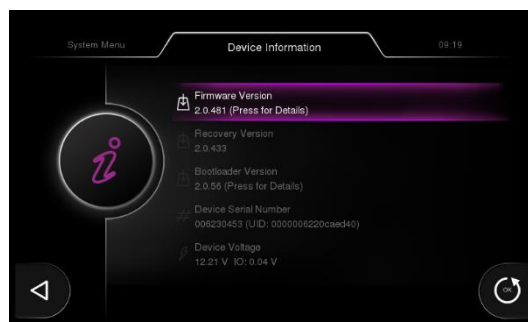 System Menu
Device Information
09:19
Firmware Version
2.0.481 (Press for Details)
Recovery Version
2.0.433
Bootloader Version
2.0.56 (Press for Details)
Device Serial Number
006230453 (UID: 0000006220caed40)
Device Voltage
12.21 V IO: 0.04 V
OK